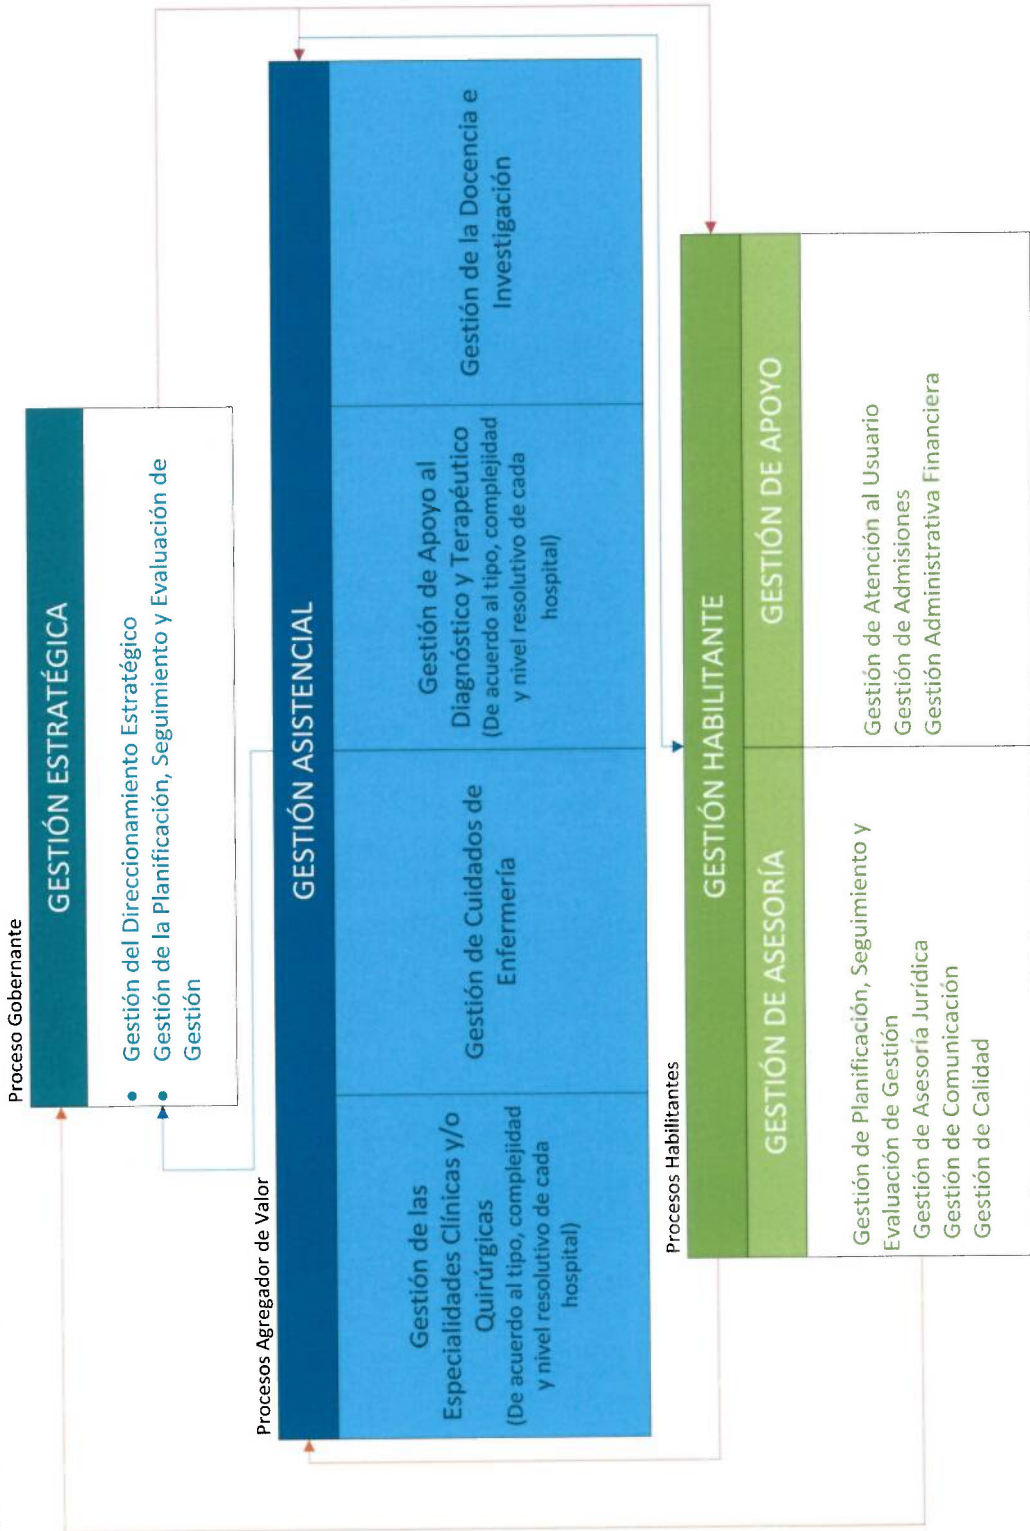 Proceso Gobernante
GESTIÓN ESTRATÉGICA
• Gestión del Direccionamiento Estratégico
• Gestión de la Planificación, Seguimiento y Evaluación de
Gestión
Procesos Agregador de Valor
GESTIÓN ASISTENCIAL
Gestión de las
Especialidades Clínicas y/o
Quirúrgicas
(De acuerdo al tipo, complejidad
y nivel resolutivo de cada
hospital)
Gestión de Cuidados de
Enfermería
Gestión de Apoyo al
Diagnóstico y Terapéutico
(De acuerdo al tipo, complejidad
y nivel resolutivo de cada
hospital)
Gestión de la Docencia e
Investigación
Procesos Habilitantes
GESTIÓN HABILITANTE
GESTIÓN DE ASESORÍA
Gestión de Planificación, Seguimiento y
Evaluación de Gestión
Gestión de Asesoría Jurídica
Gestión de Comunicación
Gestión de Calidad
GESTIÓN DE APOYO
Gestión de Atención al Usuario
Gestión de Admisiones
Gestión Administrativa Financiera